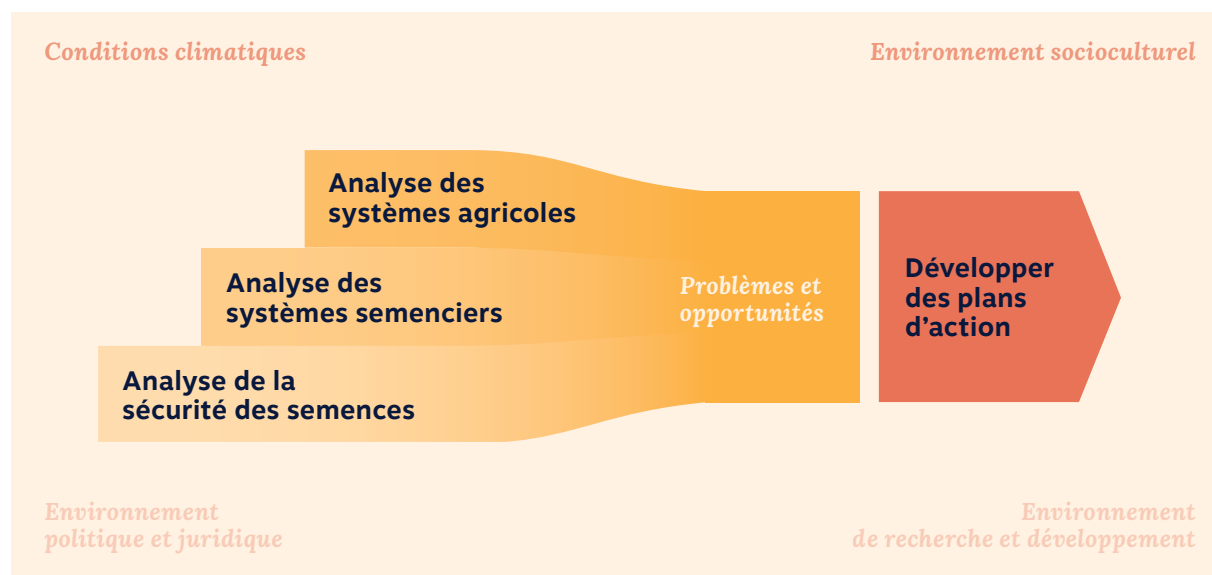 Conditions climatiques
Environnement socioculturel
Analyse des
systèmes agricoles
Analyse des
systèmes semenciers
Analyse de la
sécurité des semences
Problèmes et
opportunités
Développer
des plans
d’action
Environnement
politique et juridique
Environnement
de recherche et développement